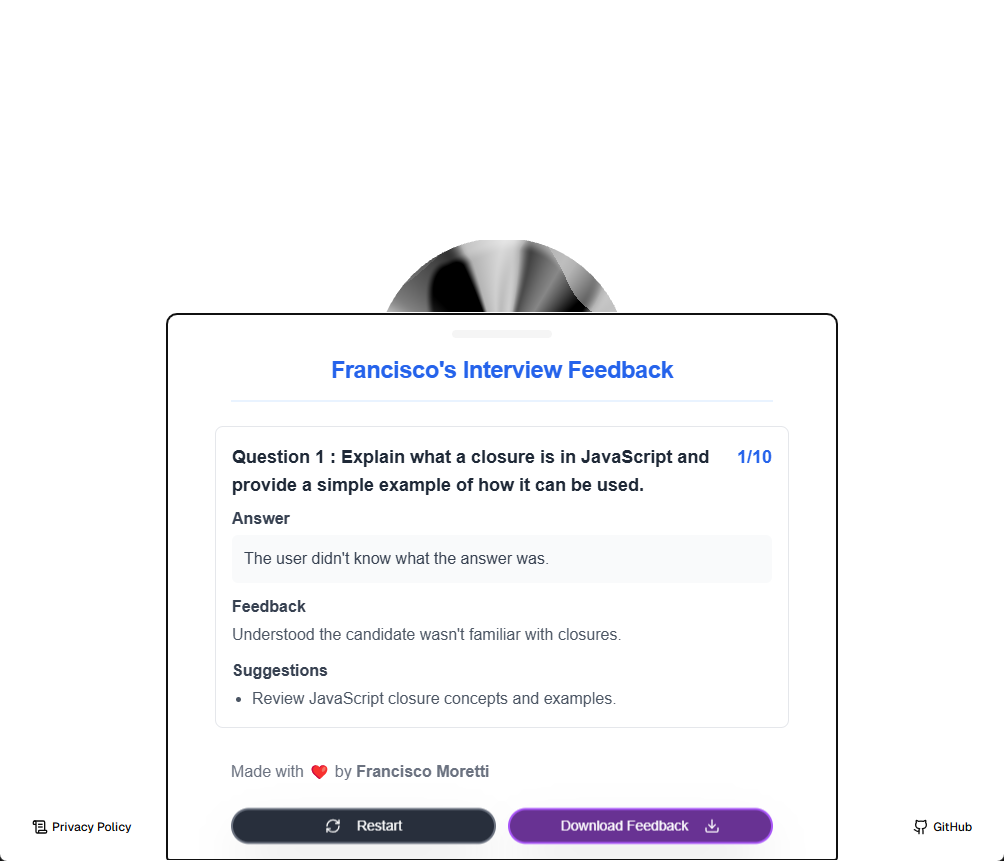 Francisco's Interview Feedback
Question 1 : Explain what a closure is in JavaScript and
provide a simple example of how it can be used.
1/10
Answer
The user didn't know what the answer was.
Feedback
Understood the candidate wasn't familiar with closures.
Suggestions
• Review JavaScript closure concepts and examples.
Made with ❤️ by Francisco Moretti
Restart
Download Feedback
Privacy Policy
GitHub